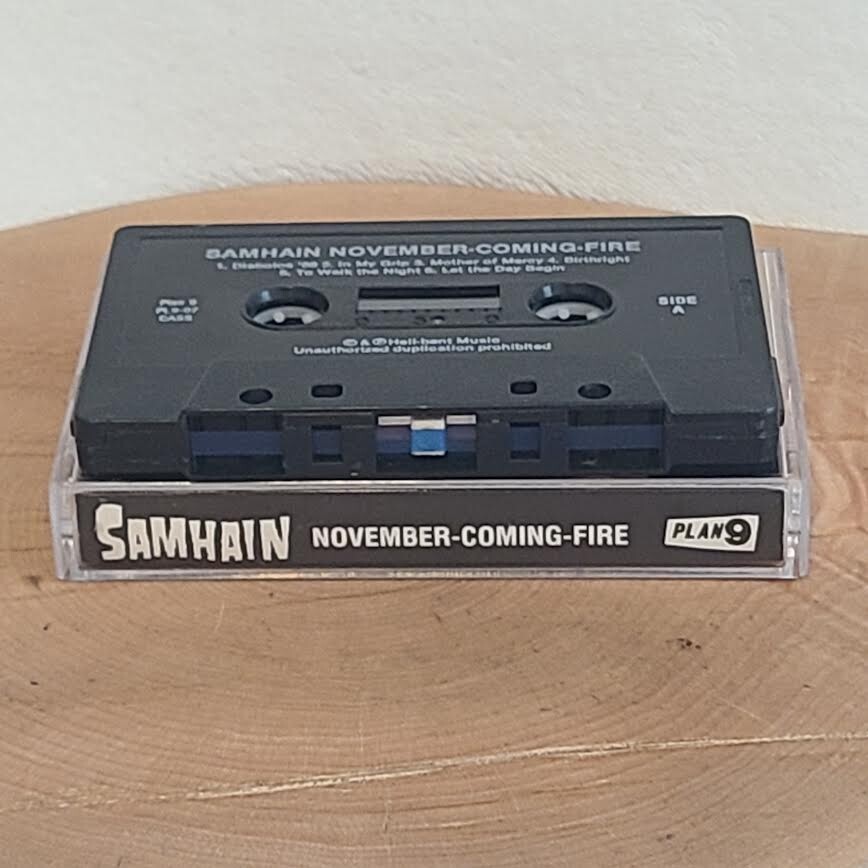 SAMHAIN NOVEMBER-COMING-FIRE
1. Diabolos '88 2. In My Grip 3. Mother of Mercy 4. Birthright
5. To Walk the Night 6. Let the Day Begin
Plan 9
PL9-07
CASS
SIDE
A
©&℗Hell-bent Music
Unauthorized duplication prohibited
SAMHAIN NOVEMBER-COMING-FIRE PLAN 9